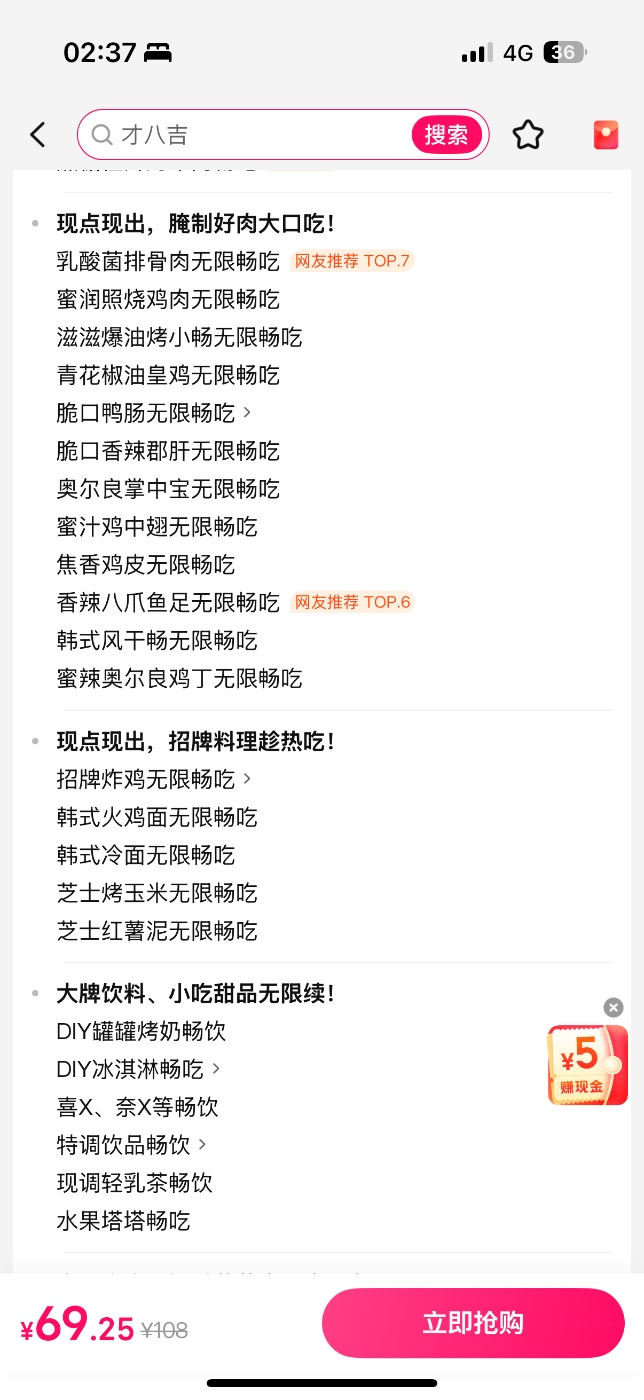 02:37
4G
36
才八吉
搜索
现点现出，腌制好肉大口吃！
乳酸菌排骨肉无限畅吃 网友推荐 TOP.7
蜜润照烧鸡肉无限畅吃
滋滋爆油烤小畅无限畅吃
青花椒油皇鸡无限畅吃
脆口鸭肠无限畅吃
脆口香辣郡肝无限畅吃
奥尔良掌中宝无限畅吃
蜜汁鸡中翅无限畅吃
焦香鸡皮无限畅吃
香辣八爪鱼足无限畅吃 网友推荐 TOP.6
韩式风干畅无限畅吃
蜜辣奥尔良鸡丁无限畅吃
现点现出，招牌料理趁热吃！
招牌炸鸡无限畅吃
韩式火鸡面无限畅吃
韩式冷面无限畅吃
芝士烤玉米无限畅吃
芝士红薯泥无限畅吃
大牌饮料、小吃甜品无限续！
DIY罐罐烤奶畅饮
DIY冰淇淋畅吃
喜X、奈X等畅饮
特调饮品畅饮
现调轻乳茶畅饮
水果塔塔畅吃
¥5
赚现金
¥69.25 ¥108
立即抢购